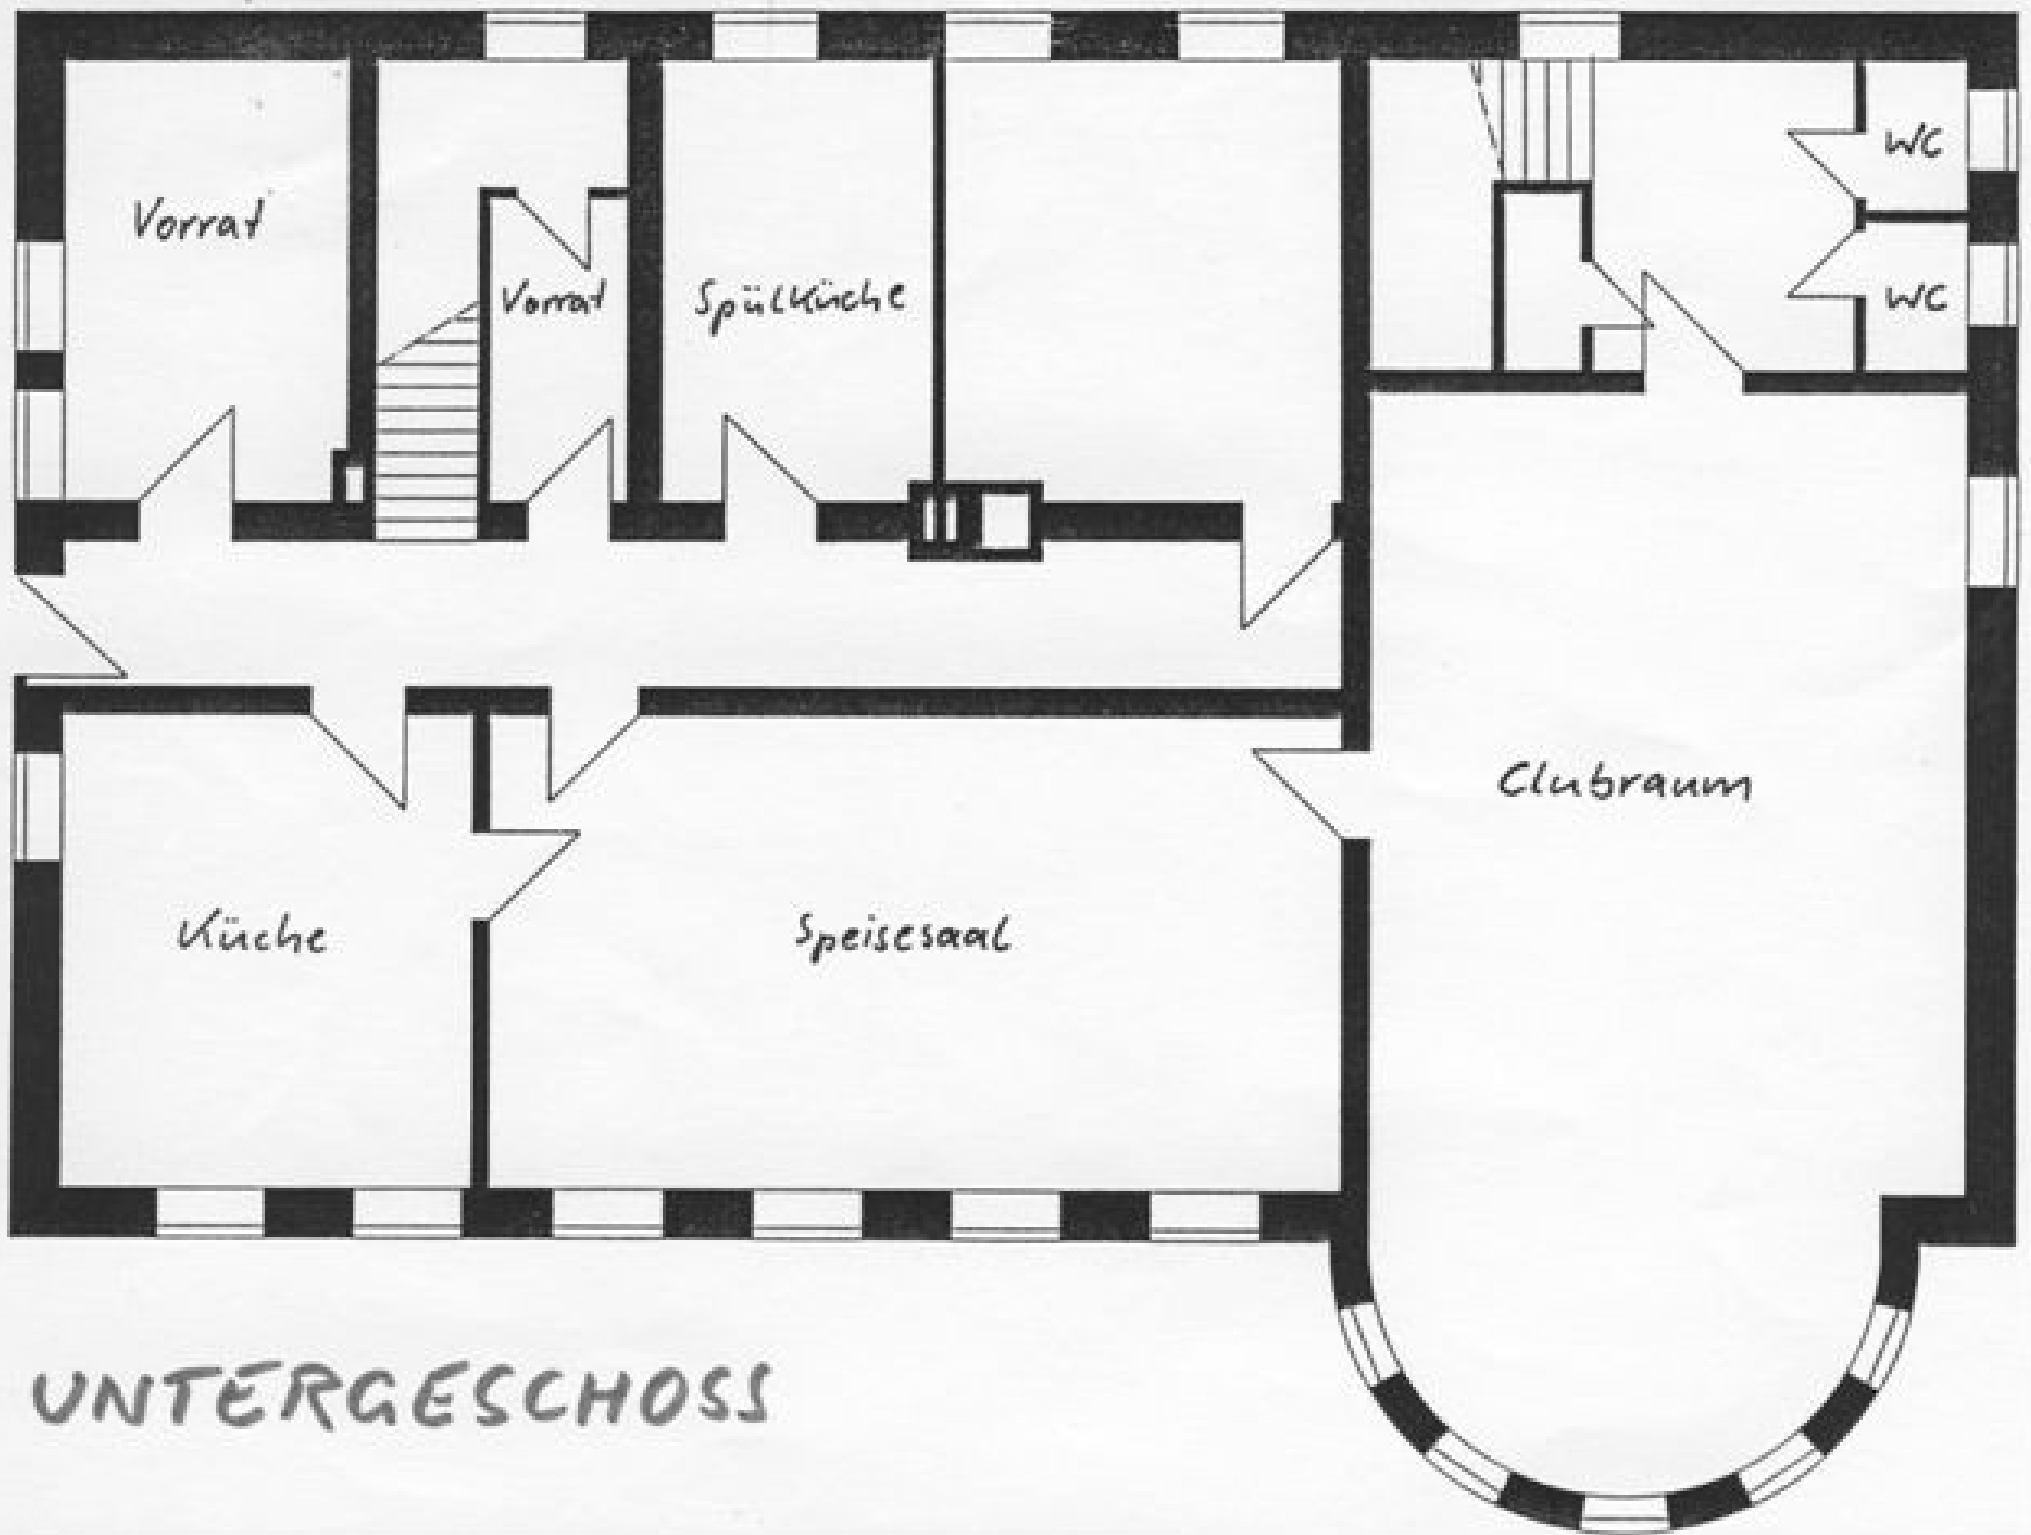 WC
Vorrat
Vorrat
Spülküche
WC
Clubraum
Küche
Speisesaal
UNTERGESCHOSS